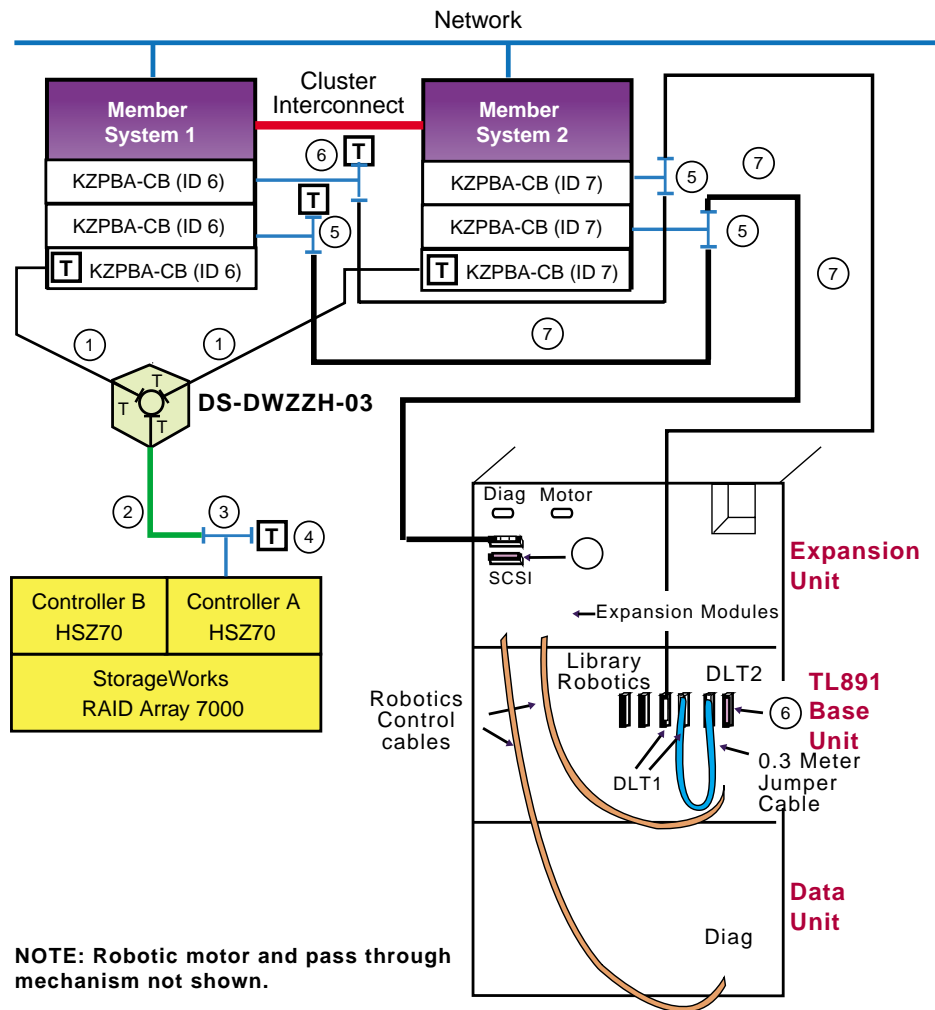 Network
Cluster
Interconnect
Member
System 1
Member
System 2
T
6
5
7
KZPBA-CB (ID 6)
KZPBA-CB (ID 7)
T
KZPBA-CB (ID 6)
5
KZPBA-CB (ID 7)
5
T
KZPBA-CB (ID 6)
T
KZPBA-CB (ID 7)
7
1
1
7
T
T
T
DS-DWZZH-03
2
3
T
4
Diag
Motor
SCSI
Expansion
Unit
Expansion Modules
Controller B
HSZ70
Controller A
HSZ70
StorageWorks
RAID Array 7000
Robotics
Control
cables
Library
Robotics
DLT2
TL891
Base
Unit
6
DLT1
0.3 Meter
Jumper
Cable
Data
Unit
Diag
NOTE: Robotic motor and pass through
mechanism not shown.